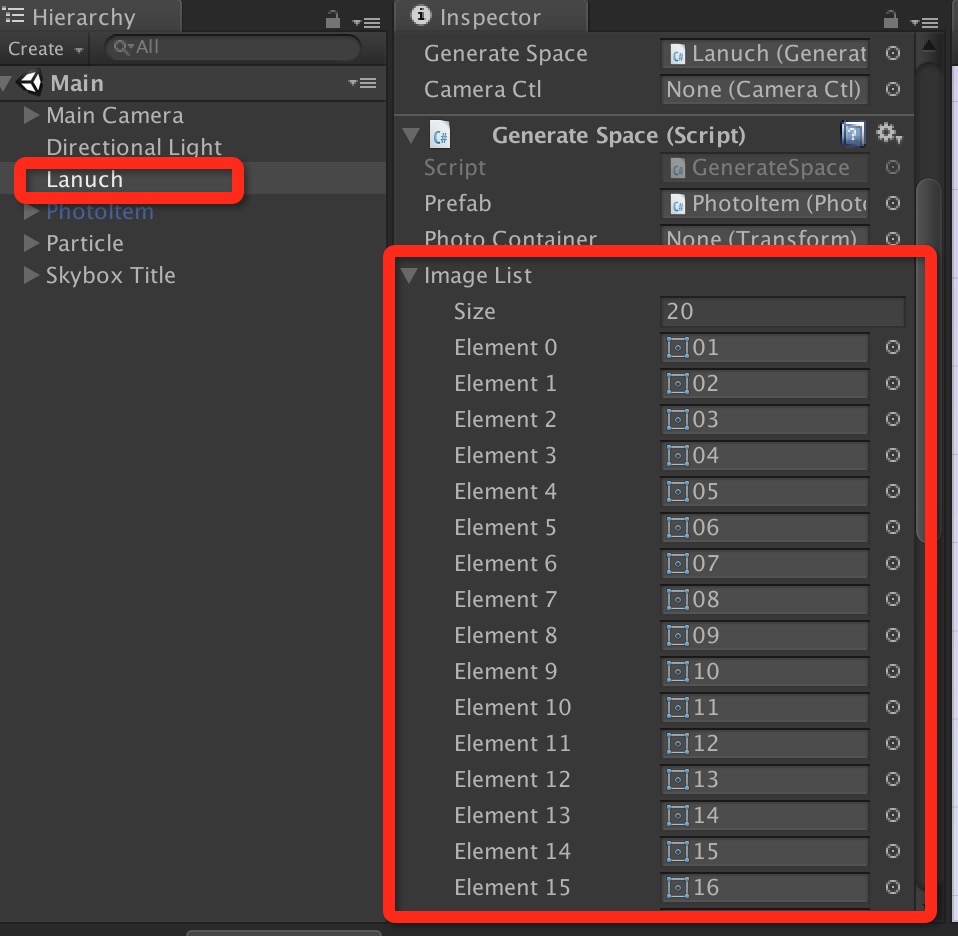 Hierarchy
Create
All
Main
Main Camera
Directional Light
Lanuch
PhotoItem
Particle
Skybox Title
Inspector
Generate Space Lanuch (Generat
Camera Ctl None (Camera Ctl)
C# Generate Space (Script)
Script GenerateSpace
Prefab PhotoItem (Photo
Photo Container None (Transform)
Image List
Size 20
Element 0 01
Element 1 02
Element 2 03
Element 3 04
Element 4 05
Element 5 06
Element 6 07
Element 7 08
Element 8 09
Element 9 10
Element 10 11
Element 11 12
Element 12 13
Element 13 14
Element 14 15
Element 15 16